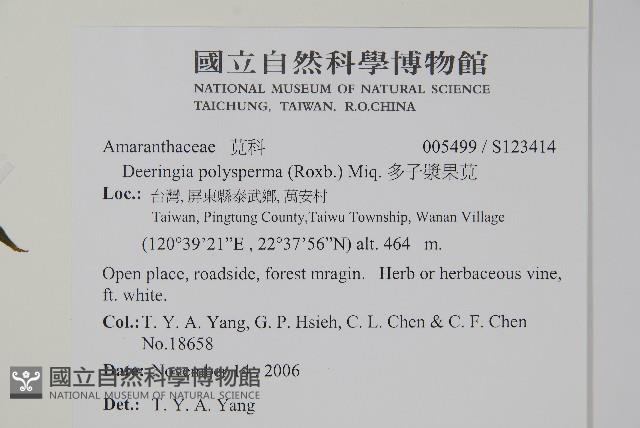 國立自然科學博物館
NATIONAL MUSEUM OF NATURAL SCIENCE
TAICHUNG, TAIWAN, R.O.CHINA
Amaranthaceae 莧科 005499 / S123414
Deeringia polysperma (Roxb.) Miq. 多子漿果莧
Loc.: 台灣, 屏東縣泰武鄉, 萬安村
Taiwan, Pingtung County,Taiwu Township, Wanan Village
(120°39’21”E , 22°37’56”N) alt. 464 m.
Open place, roadside, forest mragin. Herb or herbaceous vine,
ft. white.
Col.: T. Y. A. Yang, G. P. Hsieh, C. L. Chen & C. F. Chen
No.18658
Date: November 14, 2006
國立自然科學博物館
NATIONAL MUSEUM OF NATURAL SCIENCE
Det.: T. Y. A. Yang